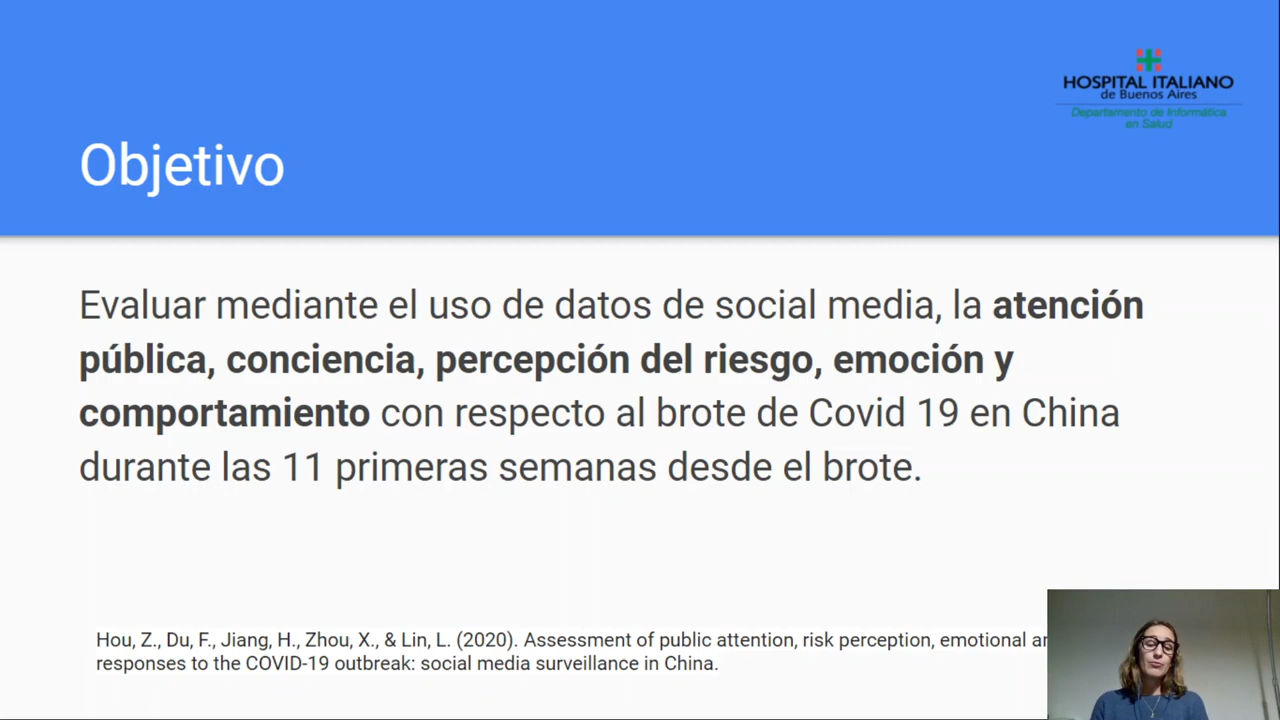 HOSPITAL ITALIANO
de Buenos Aires
Departamento de Informática
en Salud
Objetivo
Evaluar mediante el uso de datos de social media, la atención
pública, conciencia, percepción del riesgo, emoción y
comportamiento con respecto al brote de Covid 19 en China
durante las 11 primeras semanas desde el brote.
Hou, Z., Du, F., Jiang, H., Zhou, X., & Lin, L. (2020). Assessment of public attention, risk perception, emotional
responses to the COVID-19 outbreak: social media surveillance in China.